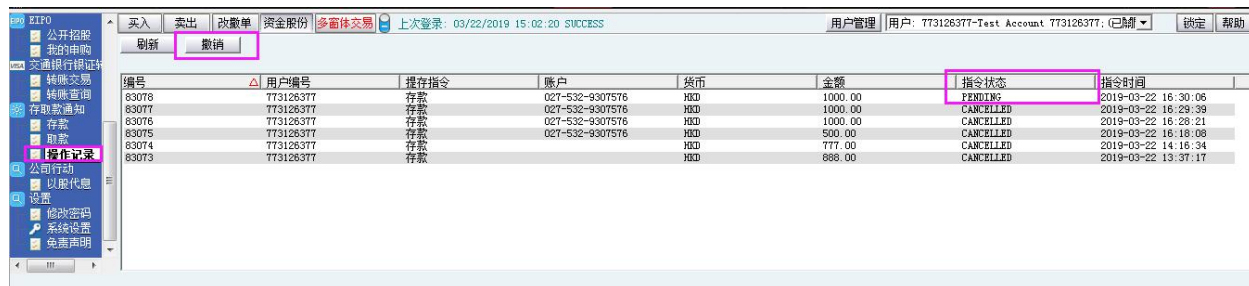 买入 卖出 改撤单 资金股份 多窗体交易 上次登录: 03/22/2019 15:02:20 SUCCESS 用户管理 用户: 773126377-Test Account 773126377; 锁定 帮助
刷新 撤销
EIPO EIPO
公开招股
我的申购
VISA 交通银行银证转
转账交易
转账查询
存取款通知
存款
取款
操作记录
公司行动
以股代息
设置
修改密码
系统设置
免责声明
编号 用户编号 提存指令 账户 货币 金额 指令状态 指令时间
83078 773126377 存款 027-532-9307576 HKD 1000.00 PENDING 2019-03-22 16:30:06
83077 773126377 存款 027-532-9307576 HKD 1000.00 CANCELLED 2019-03-22 16:29:39
83076 773126377 存款 027-532-9307576 HKD 1000.00 CANCELLED 2019-03-22 16:28:21
83075 773126377 存款 027-532-9307576 HKD 500.00 CANCELLED 2019-03-22 16:18:08
83074 773126377 存款 HKD 777.00 CANCELLED 2019-03-22 14:16:34
83073 773126377 存款 HKD 888.00 CANCELLED 2019-03-22 13:37:17